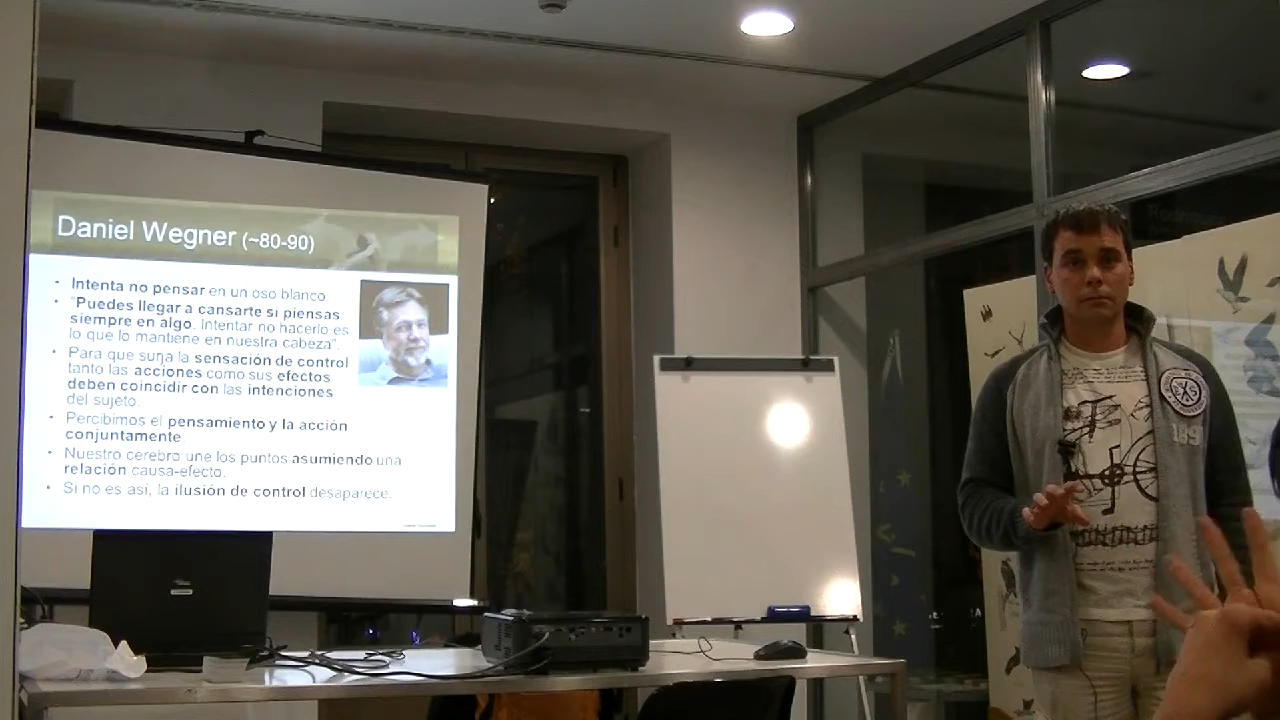 Daniel Wegner (~80-90)
• Intenta no pensar en un oso blanco
• "Puedes llegar a cansarte si piensas
siempre en algo. Intentar no hacerlo es
lo que lo mantiene en nuestra cabeza".
• Para que surja la sensación de control
tanto las acciones como sus efectos
deben coincidir con las intenciones
del sujeto.
• Percibimos el pensamiento y la acción
conjuntamente.
• Nuestro cerebro une los puntos asumiendo una
relación causa-efecto.
• Si no es así, la ilusión de control desaparece.
189